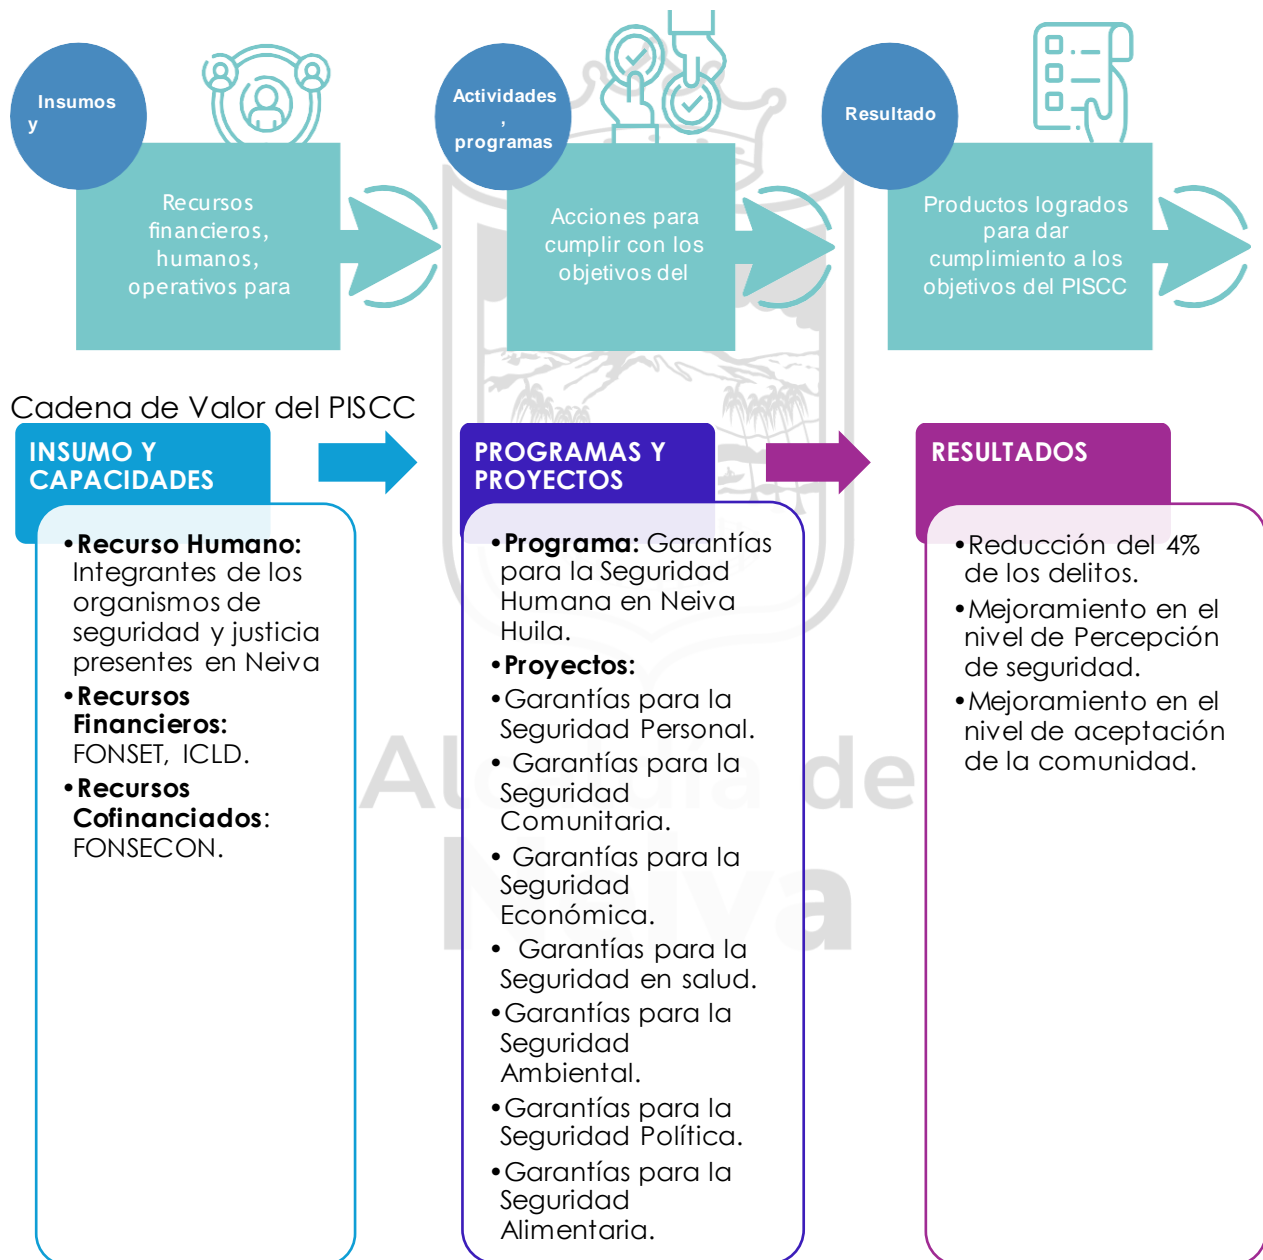 Insumos
y
Recursos
financieros,
humanos,
operativos para
Actividades
,
programas
Acciones para
cumplir con los
objetivos del
Resultado
Productos logrados
para dar
cumplimiento a los
objetivos del PISCC
Cadena de Valor del PISCC
INSUMO Y
CAPACIDADES
•Recurso Humano:
Integrantes de los
organismos de
seguridad y justicia
presentes en Neiva
•Recursos
Financieros:
FONSET, ICLD.
•Recursos
Cofinanciados:
FONSECON.
PROGRAMAS Y
PROYECTOS
•Programa: Garantías
para la Seguridad
Humana en Neiva
Huila.
•Proyectos:
•Garantías para la
Seguridad Personal.
• Garantías para la
Seguridad
Comunitaria.
• Garantías para la
Seguridad
Económica.
• Garantías para la
Seguridad en salud.
•Garantías para la
Seguridad
Ambiental.
•Garantías para la
Seguridad Política.
•Garantías para la
Seguridad
Alimentaria.
RESULTADOS
•Reducción del 4%
de los delitos.
•Mejoramiento en el
nivel de Percepción
de seguridad.
•Mejoramiento en el
nivel de aceptación
de la comunidad.
Alcaldía de
Neiva